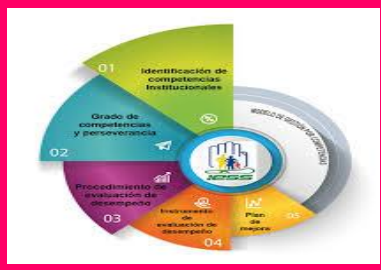 01
Identificación de
competencias
Institucionales
Grado de
competencias
y perseverancia
02
Procedimiento de
evaluación de
desempeño
03
Instrumento
de
evaluación de
desempeño
04
Plan
de
mejora
05
MODELO DE GESTIÓN POR COMPETENCIA